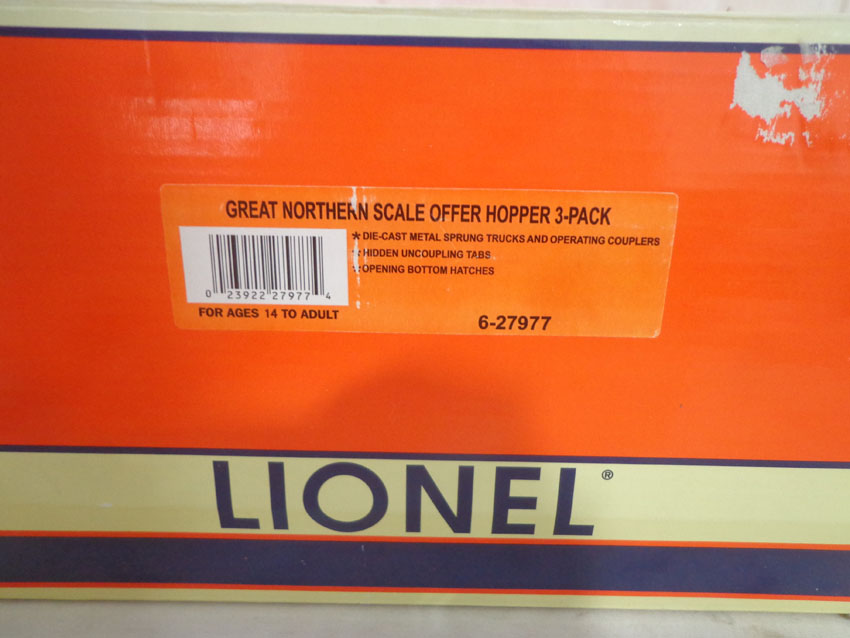 GREAT NORTHERN SCALE OFFER HOPPER 3-PACK
★ DIE-CAST METAL SPRUNG TRUCKS AND OPERATING COUPLERS
★ HIDDEN UNCOUPLING TABS
★ OPENING BOTTOM HATCHES
0 23922 27977 4
FOR AGES 14 TO ADULT
6-27977
LIONEL®